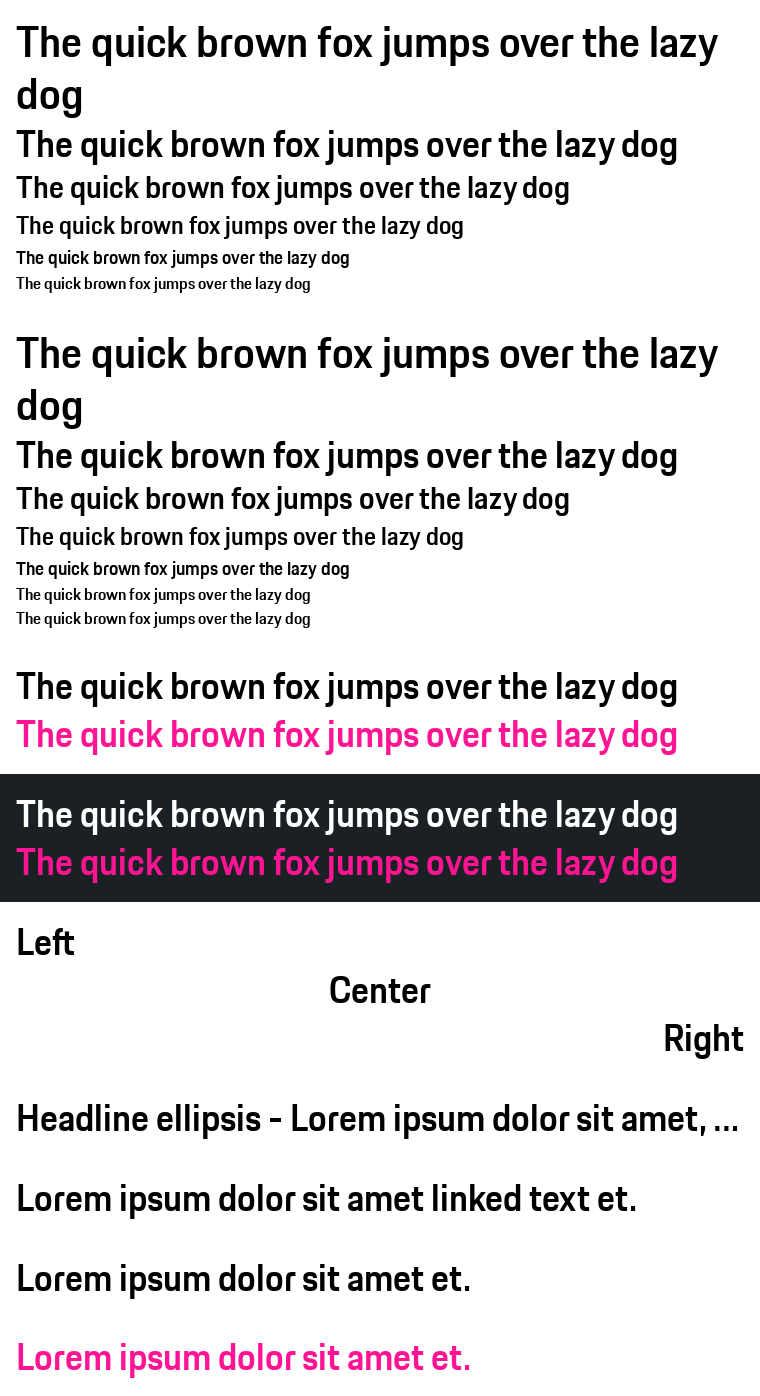 The quick brown fox jumps over the lazy
dog
The quick brown fox jumps over the lazy dog
The quick brown fox jumps over the lazy dog
The quick brown fox jumps over the lazy dog
The quick brown fox jumps over the lazy dog
The quick brown fox jumps over the lazy dog
The quick brown fox jumps over the lazy
dog
The quick brown fox jumps over the lazy dog
The quick brown fox jumps over the lazy dog
The quick brown fox jumps over the lazy dog
The quick brown fox jumps over the lazy dog
The quick brown fox jumps over the lazy dog
The quick brown fox jumps over the lazy dog
The quick brown fox jumps over the lazy dog
The quick brown fox jumps over the lazy dog
The quick brown fox jumps over the lazy dog
The quick brown fox jumps over the lazy dog
Left
Center
Right
Headline ellipsis - Lorem ipsum dolor sit amet, ...
Lorem ipsum dolor sit amet linked text et.
Lorem ipsum dolor sit amet et.
Lorem ipsum dolor sit amet et.